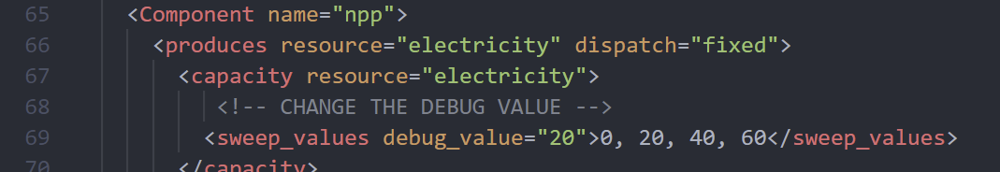 65 <Component name="npp">
66 <produces resource="electricity" dispatch="fixed">
67 <capacity resource="electricity">
68 <!-- CHANGE THE DEBUG VALUE -->
69 <sweep_values debug_value="20">0, 20, 40, 60</sweep_values>
70 </capacity>